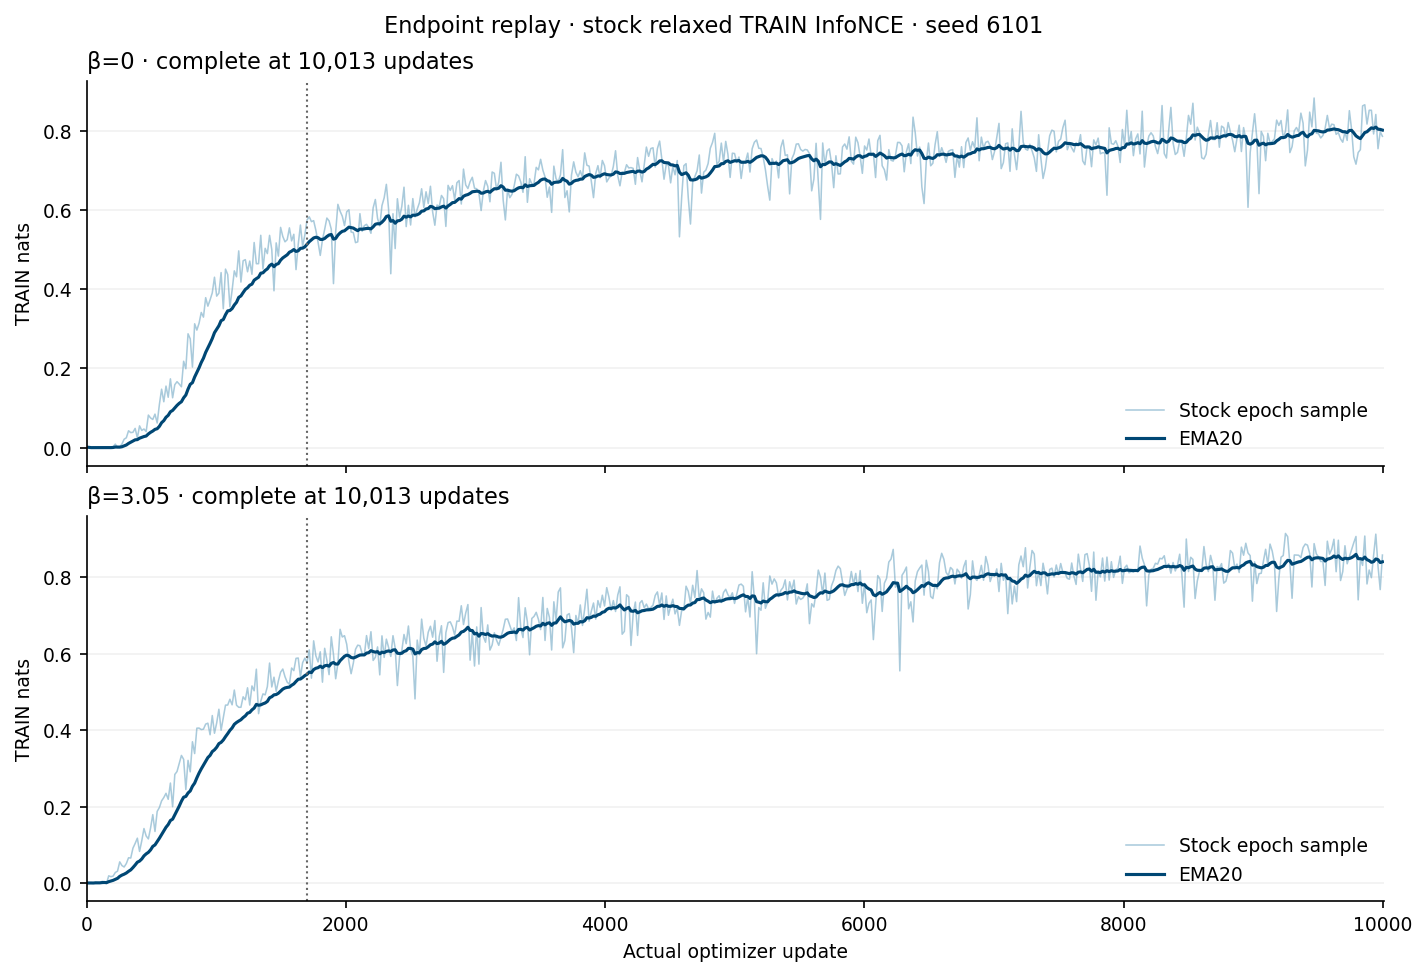 Endpoint replay · stock relaxed TRAIN InfoNCE · seed 6101
β=0 · complete at 10,013 updates
TRAIN nats
0.8
0.6
0.4
0.2
0.0
Stock epoch sample
EMA20
β=3.05 · complete at 10,013 updates
TRAIN nats
0.8
0.6
0.4
0.2
0.0
Stock epoch sample
EMA20
0 2000 4000 6000 8000 10000
Actual optimizer update